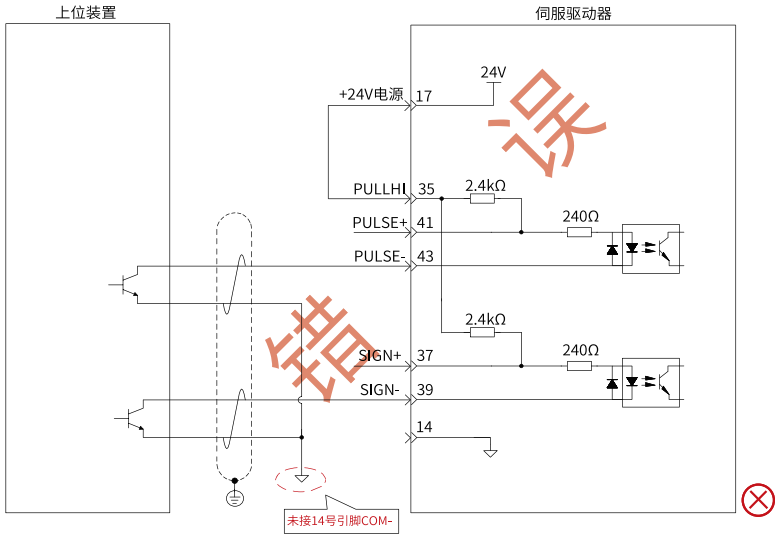 上位装置
伺服驱动器
24V
+24V电源
17
误
PULLHI
35
2.4kΩ
PULSE+
41
240Ω
PULSE-
43
错
2.4kΩ
SIGN+
37
240Ω
SIGN-
39
14
未接14号引脚COM-